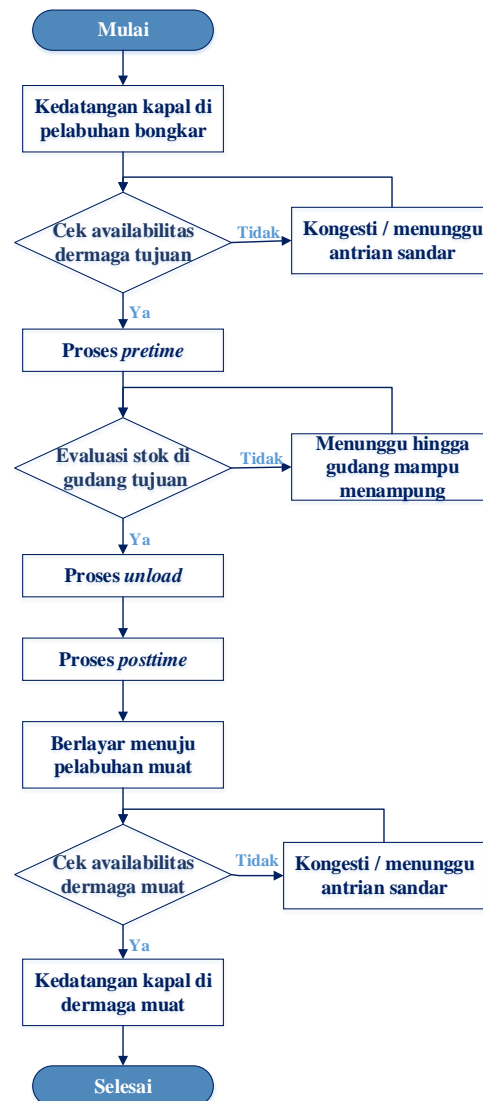 Mulai
Kedatangan kapal di
pelabuhan bongkar
Cek availabilitas
dermaga tujuan
Tidak
Kongesti / menunggu
antrian sandar
Ya
Proses pretime
Evaluasi stok di
gudang tujuan
Tidak
Menunggu hingga
gudang mampu
menampung
Ya
Proses unload
Proses posttime
Berlayar menuju
pelabuhan muat
Cek availabilitas
dermaga muat
Tidak
Kongesti / menunggu
antrian sandar
Ya
Kedatangan kapal di
dermaga muat
Selesai